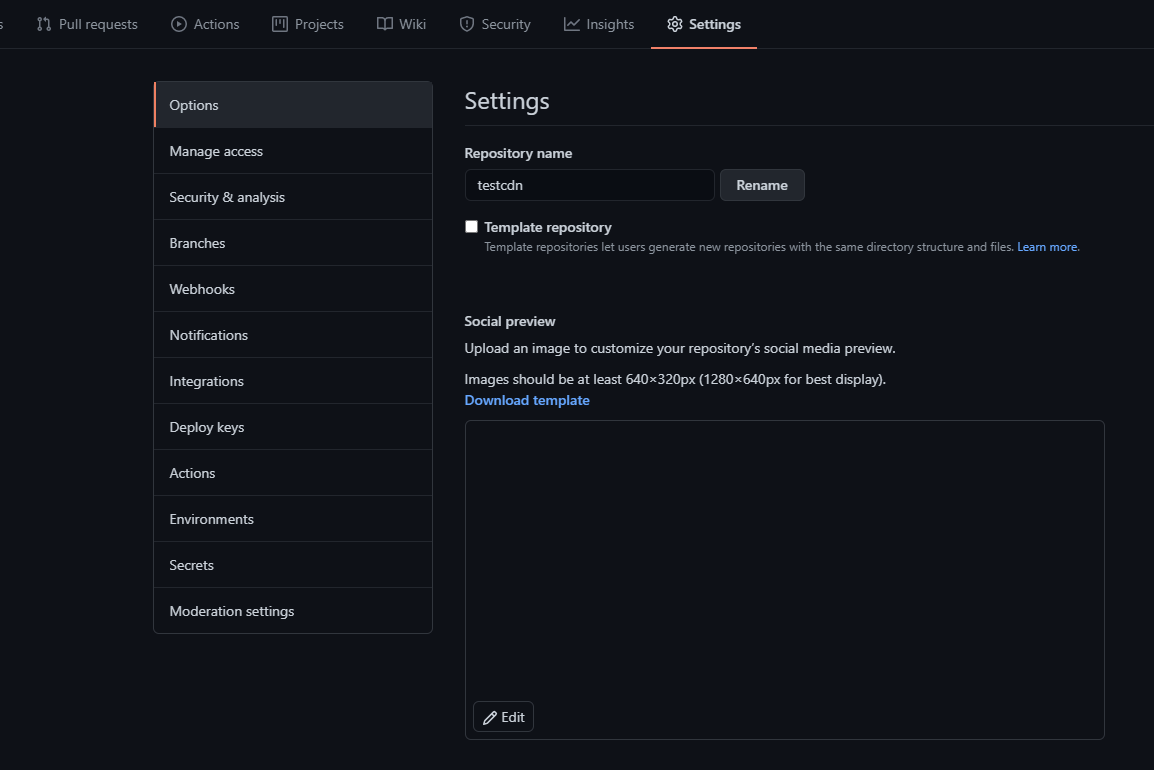 Pull requests Actions Projects Wiki Security Insights Settings
Options
Manage access
Security & analysis
Branches
Webhooks
Notifications
Integrations
Deploy keys
Actions
Environments
Secrets
Moderation settings
Settings
Repository name
testcdn Rename
Template repository
Template repositories let users generate new repositories with the same directory structure and files. Learn more.
Social preview
Upload an image to customize your repository’s social media preview.
Images should be at least 640×320px (1280×640px for best display).
Download template
Edit